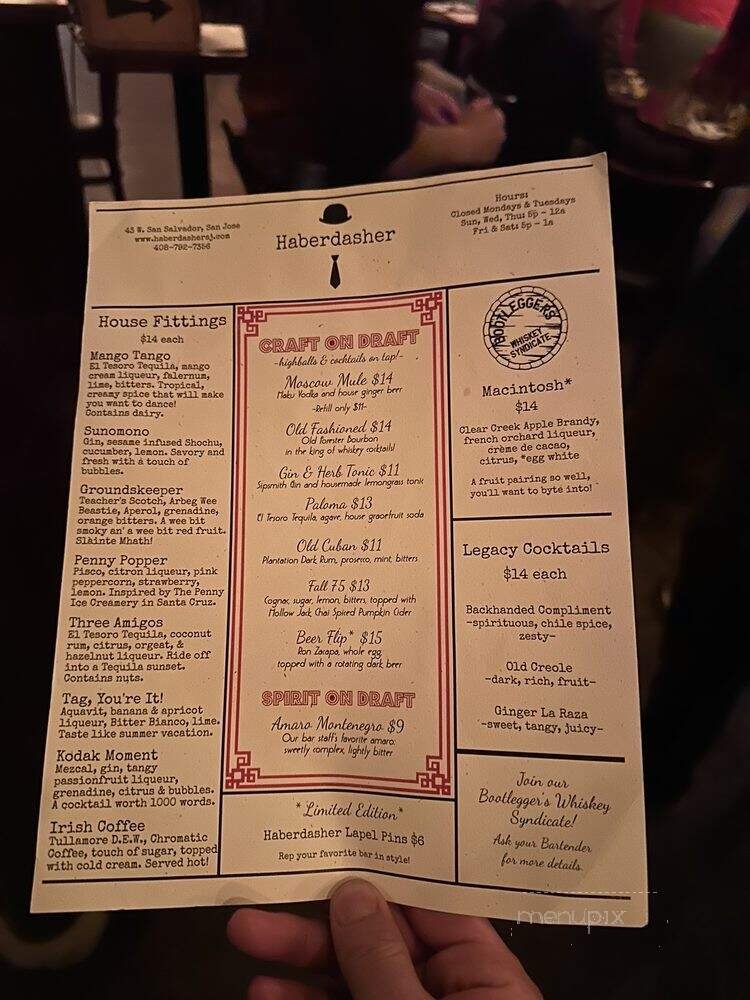 43 W. San Salvador, San Jose
www.haberdashersj.com
408-792-7356
Haberdasher
Hours:
Closed Mondays & Tuesdays
Sun, Wed, Thu: 5p - 12a
Fri & Sat: 5p - 1a
House Fittings
$14 each
Mango Tango
El Tesoro Tequila, mango
cream liqueur, falernum,
lime, bitters. Tropical,
creamy spice that will make
you want to dance!
Contains dairy.
Sunomono
Gin, sesame infused Shochu,
cucumber, lemon. Savory and
fresh with a touch of
bubbles.
Groundskeeper
Teacher's Scotch, Arbeg Wee
Beastie, Aperol, grenadine,
orange bitters. A wee bit
smoky an' a wee bit red fruit.
Slàinte Mhath!
Penny Popper
Pisco, citron liqueur, pink
peppercorn, strawberry,
lemon. Inspired by The Penny
Ice Creamery in Santa Cruz.
Three Amigos
El Tesoro Tequila, coconut
rum, citrus, orgeat, &
hazelnut liqueur. Ride off
into a Tequila sunset.
Contains nuts.
Tag, You're It!
Aquavit, banana & apricot
liqueur, Bitter Bianco, lime.
Taste like summer vacation.
Kodak Moment
Mezcal, gin, tangy
passionfruit liqueur,
grenadine, citrus & bubbles.
A cocktail worth 1000 words.
Irish Coffee
Tullamore D.E.W., Chromatic
Coffee, touch of sugar, topped
with cold cream. Served hot!
CRAFT ON DRAFT
-highballs & cocktails on tap!-
Moscow Mule $14
Haku Vodka and house ginger beer
-Refill only $11-
Old Fashioned $14
Old Forester Bourbon
in the king of whiskey cocktails!
Gin & Herb Tonic $11
Sipsmith Gin and housemade lemongrass tonic
Paloma $13
El Tesoro Tequila, agave, house grapefruit soda
Old Cuban $11
Plantation Dark Rum, prosecco, mint, bitters
Fall 75 $13
Cognac, sugar, lemon, bitters, topped with
Hollow Jack Chai Spiced Pumpkin Cider
Beer Flip* $15
Ron Zacapa, whole egg,
topped with a rotating dark beer
SPIRIT ON DRAFT
Amaro Montenegro $9
Our bar staff's favorite amaro:
sweetly complex, lightly bitter
*Limited Edition*
Haberdasher Lapel Pins $6
Rep your favorite bar in style!
BOOTLEGGERS
WHISKEY
SYNDICATE
Macintosh*
$14
Clear Creek Apple Brandy,
french orchard liqueur,
crème de cacao,
citrus, *egg white
A fruit pairing so well,
you'll want to byte into!
Legacy Cocktails
$14 each
Backhanded Compliment
-spirituous, chile spice,
zesty-
Old Creole
-dark, rich, fruit-
Ginger La Raza
-sweet, tangy, juicy-
Join our
Bootlegger's Whiskey
Syndicate!
Ask your Bartender
for more details.
menupix